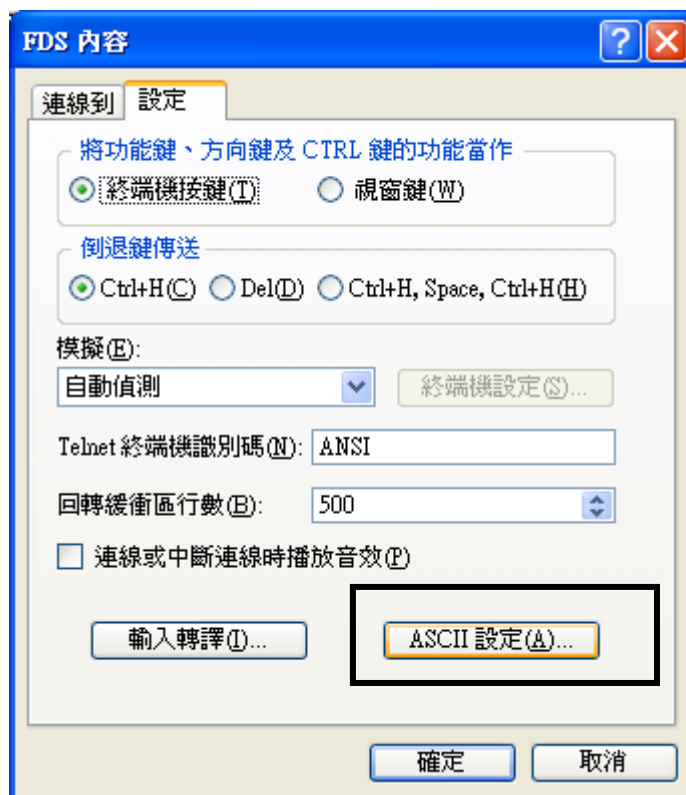 FDS 內容
連線到 設定
將功能鍵、方向鍵及 CTRL 鍵的功能當作
終端機按鍵(T) 視窗鍵(W)
倒退鍵傳送
Ctrl+H(C) Del(D) Ctrl+H, Space, Ctrl+H(H)
模擬(E):
自動偵測 終端機設定(S)...
Telnet 終端機識別碼(N): ANSI
回轉緩衝區行數(B): 500
連線或中斷連線時播放音效(P)
輸入轉譯(I)... ASCII 設定(A)...
確定 取消